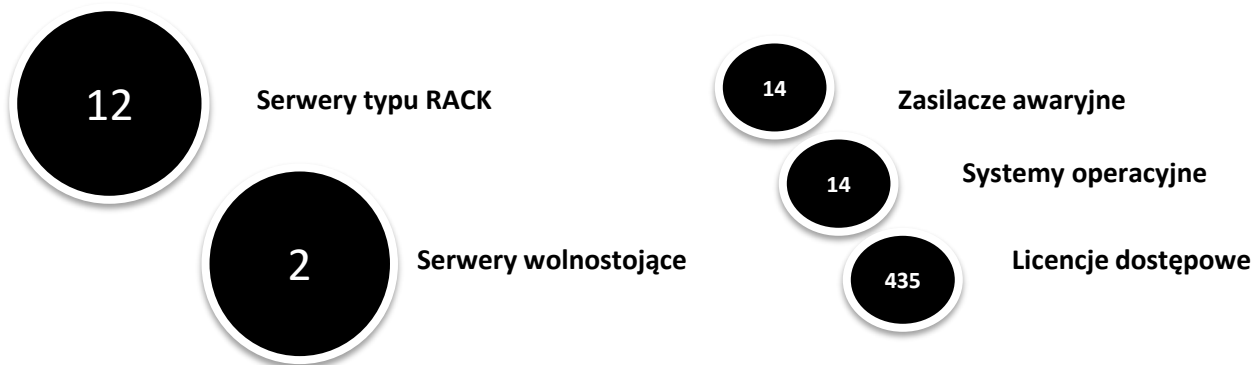 12
Serwery typu RACK
2
Serwery wolnostojące
14
Zasilacze awaryjne
14
Systemy operacyjne
435
Licencje dostępowe